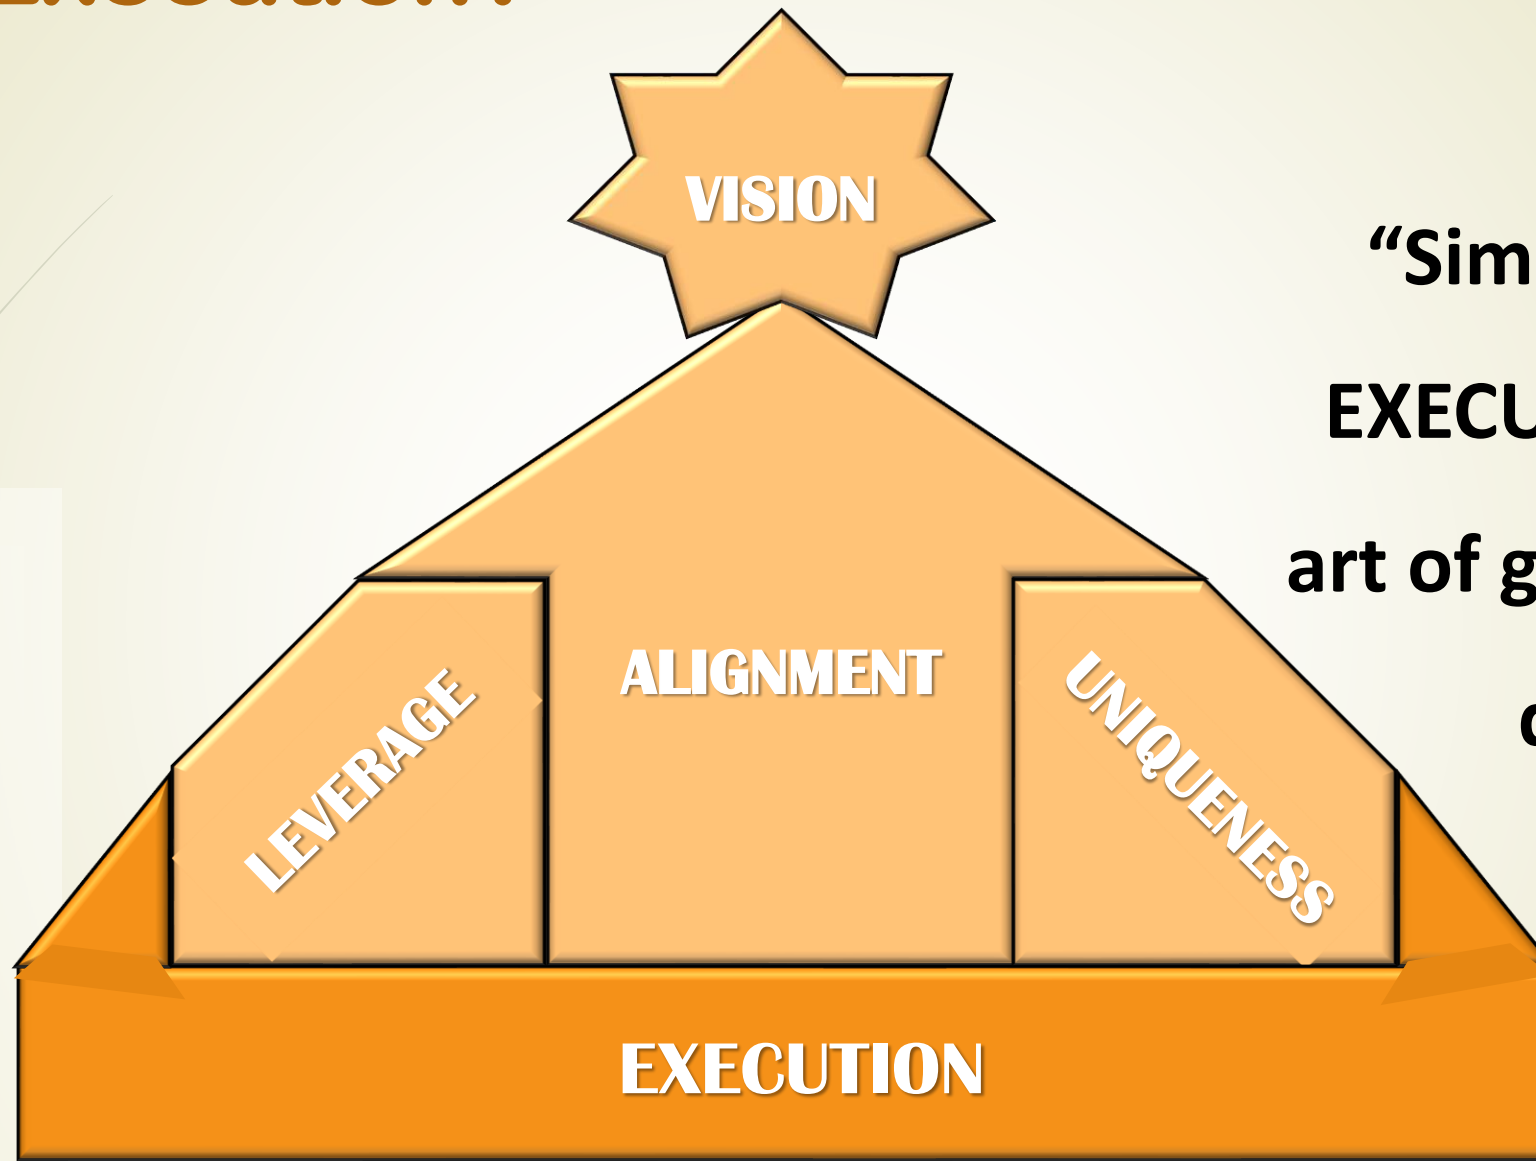 VISION
“Sim
EXECU
art of g
ALIGNMENT
LEVERAGE
UNIQUENESS
EXECUTION